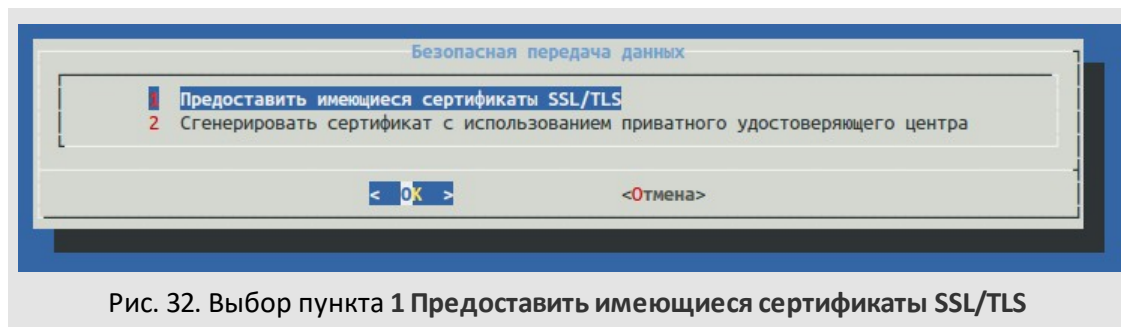 Безопасная передача данных
1 Предоставить имеющиеся сертификаты SSL/TLS
2 Сгенерировать сертификат с использованием приватного удостоверяющего центра
< OK > <Отмена>
Рис. 32. Выбор пункта 1 Предоставить имеющиеся сертификаты SSL/TLS